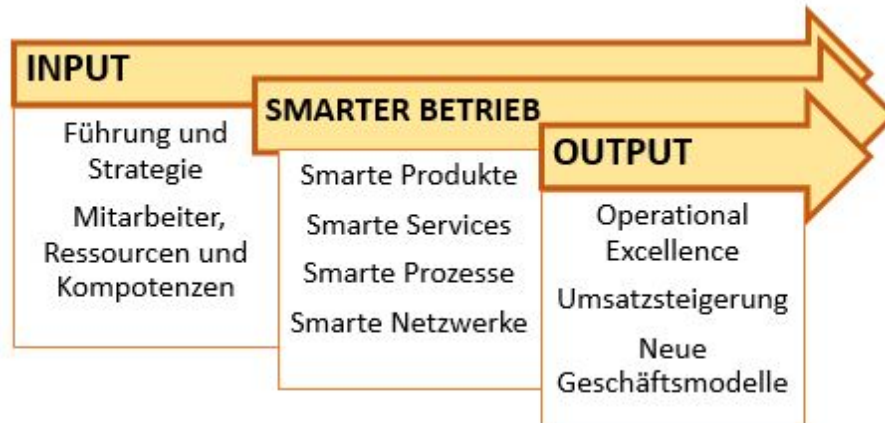 INPUT
Führung und
Strategie
Mitarbeiter,
Ressourcen und
Kompotenzen
SMARTER BETRIEB
Smarte Produkte
Smarte Services
Smarte Prozesse
Smarte Netzwerke
OUTPUT
Operational
Excellence
Umsatzsteigerung
Neue
Geschäftsmodelle